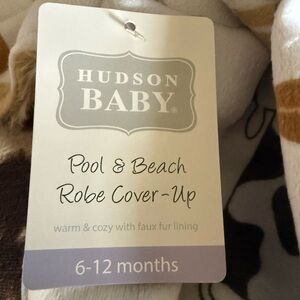 HUDSON
BABY®
Pool & Beach
Robe Cover-Up
warm & cozy with faux fur lining
6-12 months